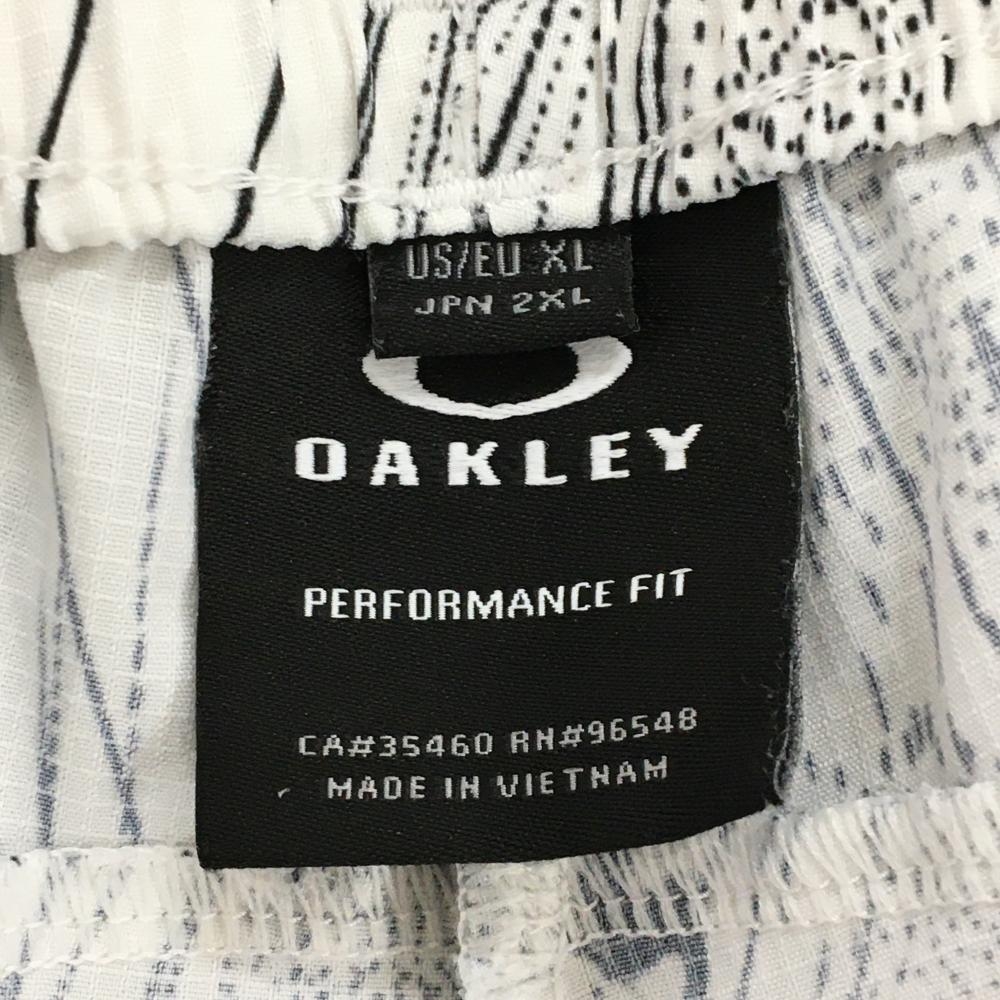 US/EU XL
JPN 2XL
OAKLEY
PERFORMANCE FIT
CA#35460 RN#96548
MADE IN VIETNAM